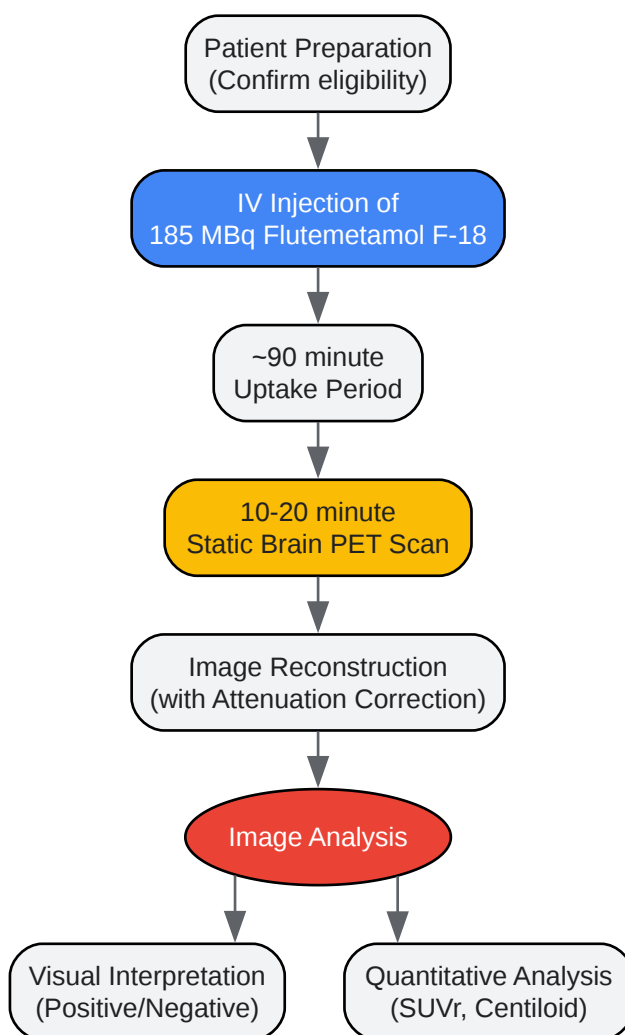 Patient Preparation
(Confirm eligibility)
IV Injection of
185 MBq Flutemetamol F-18
~90 minute
Uptake Period
10-20 minute
Static Brain PET Scan
Image Reconstruction
(with Attenuation Correction)
Image Analysis
Visual Interpretation
(Positive/Negative)
Quantitative Analysis
(SUVr, Centiloid)